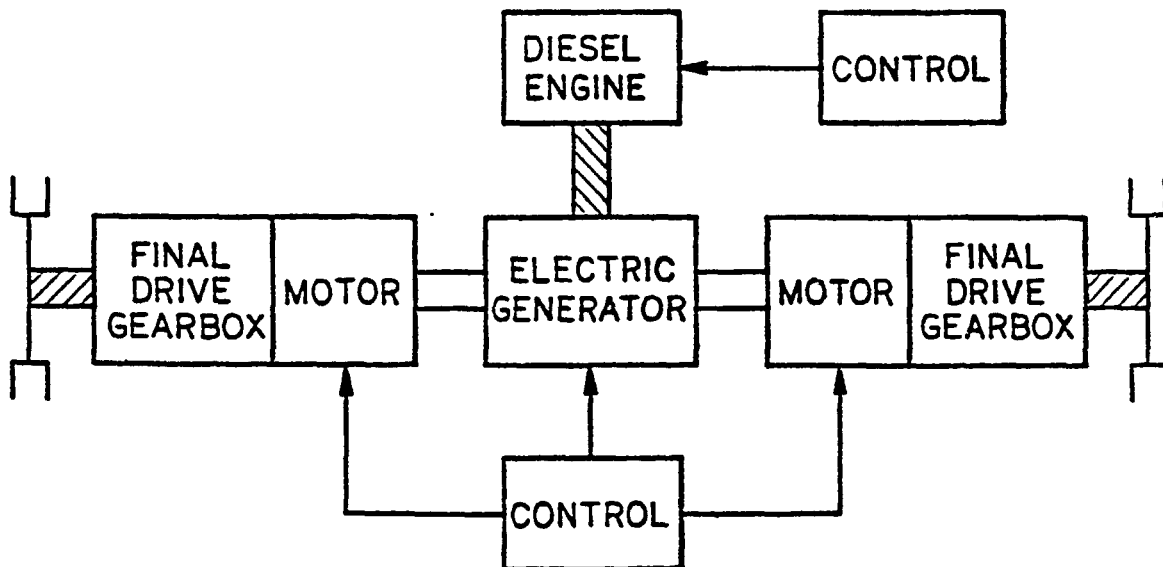 DIESEL
ENGINE
CONTROL
FINAL
DRIVE
GEARBOX
MOTOR
ELECTRIC
GENERATOR
MOTOR
FINAL
DRIVE
GEARBOX
CONTROL